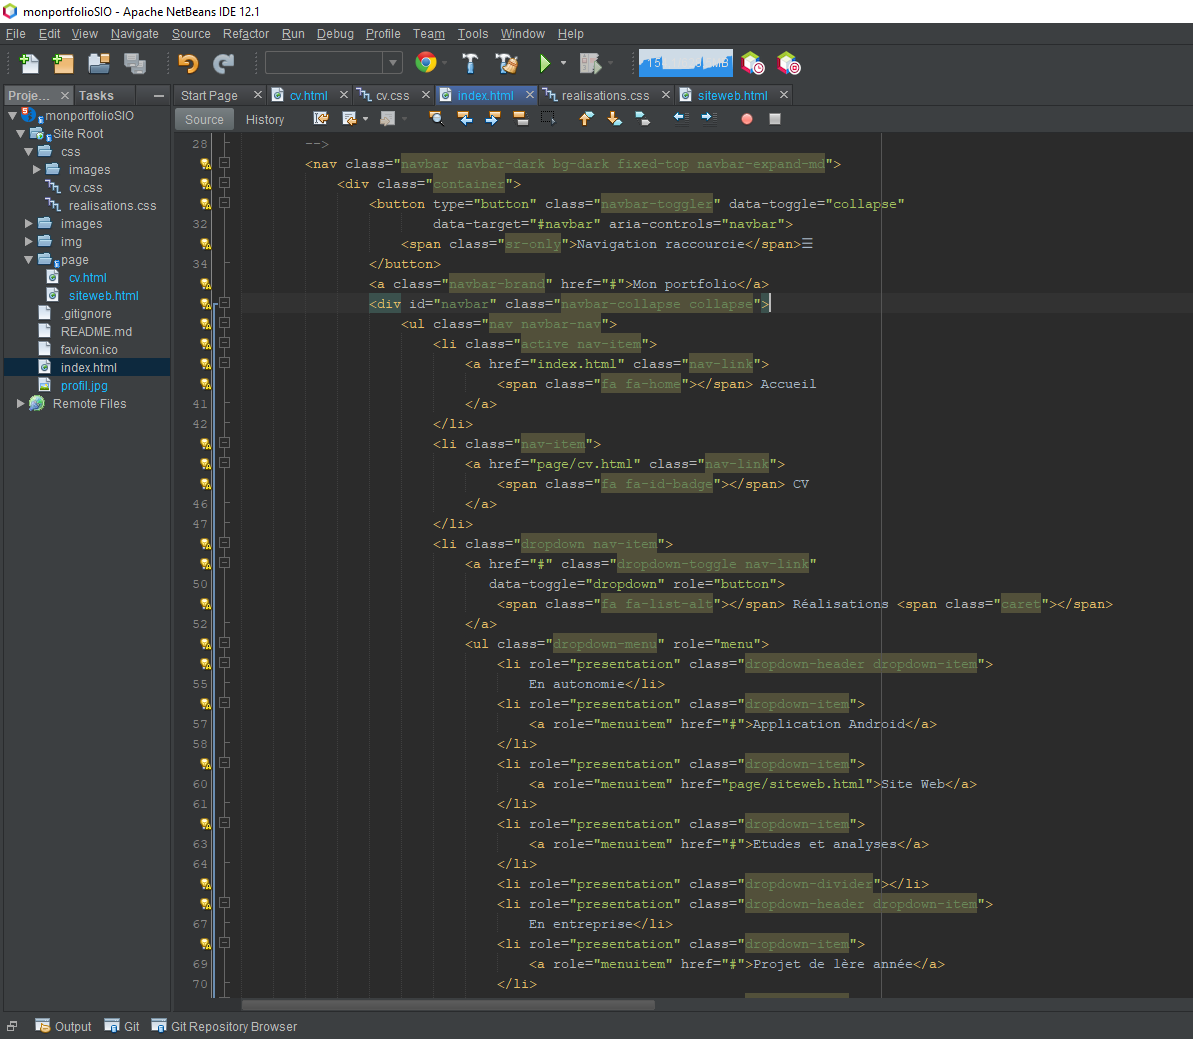 monportfolioSIO - Apache NetBeans IDE 12.1
File Edit View Navigate Source Refactor Run Debug Profile Team Tools Window Help
Proje... Tasks
Start Page cv.html cv.css index.html realisations.css siteweb.html
Source History
monportfolioSIO
Site Root
css
images
cv.css
realisations.css
images
img
page
cv.html
siteweb.html
.gitignore
README.md
favicon.ico
index.html
profil.jpg
Remote Files
28 -->
<nav class="navbar navbar-dark bg-dark fixed-top navbar-expand-md">
<div class="container">
<button type="button" class="navbar-toggler" data-toggle="collapse"
32 data-target="#navbar" aria-controls="navbar">
<span class="sr-only">Navigation raccourcie</span>☰
34 </button>
<a class="navbar-brand" href="#">Mon portfolio</a>
<div id="navbar" class="navbar-collapse collapse">
<ul class="nav navbar-nav">
<li class="active nav-item">
<a href="index.html" class="nav-link">
<span class="fa fa-home"></span> Accueil
41 </a>
42 </li>
<li class="nav-item">
<a href="page/cv.html" class="nav-link">
<span class="fa fa-id-badge"></span> CV
46 </a>
47 </li>
<li class="dropdown nav-item">
<a href="#" class="dropdown-toggle nav-link"
50 data-toggle="dropdown" role="button">
<span class="fa fa-list-alt"></span> Réalisations <span class="caret"></span>
52 </a>
<ul class="dropdown-menu" role="menu">
<li role="presentation" class="dropdown-header dropdown-item">
55 En autonomie</li>
<li role="presentation" class="dropdown-item">
57 <a role="menuitem" href="#">Application Android</a>
58 </li>
<li role="presentation" class="dropdown-item">
60 <a role="menuitem" href="page/siteweb.html">Site Web</a>
61 </li>
<li role="presentation" class="dropdown-item">
63 <a role="menuitem" href="#">Etudes et analyses</a>
64 </li>
<li role="presentation" class="dropdown-divider"></li>
<li role="presentation" class="dropdown-header dropdown-item">
67 En entreprise</li>
<li role="presentation" class="dropdown-item">
69 <a role="menuitem" href="#">Projet de 1ère année</a>
70 </li>
Output Git Git Repository Browser